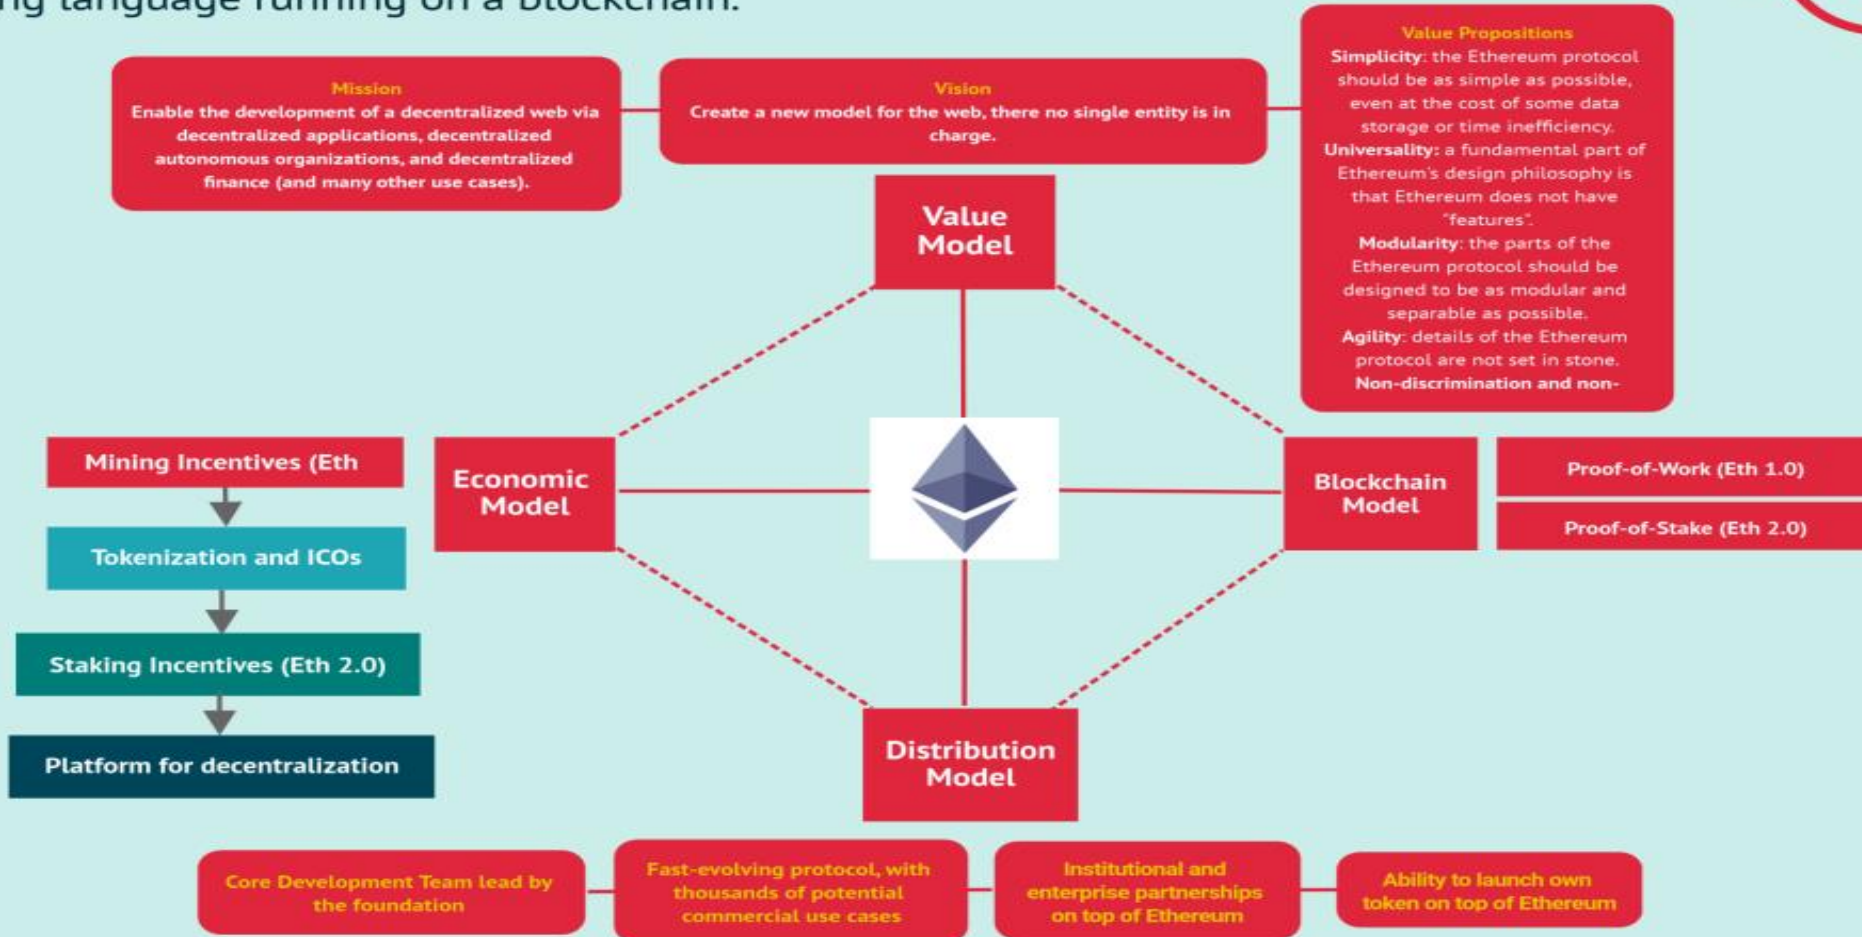 ng language running on a Blockchain.
Mission
Enable the development of a decentralized web via
decentralized applications, decentralized
autonomous organizations, and decentralized
finance (and many other use cases).
Vision
Create a new model for the web, there no single entity is in
charge.
Value Propositions
Simplicity: the Ethereum protocol
should be as simple as possible,
even at the cost of some data
storage or time inefficiency.
Universality: a fundamental part of
Ethereum's design philosophy is
that Ethereum does not have
"features".
Modularity: the parts of the
Ethereum protocol should be
designed to be as modular and
separable as possible.
Agility: details of the Ethereum
protocol are not set in stone.
Non-discrimination and non-
Value
Model
Mining Incentives (Eth
Tokenization and ICOs
Staking Incentives (Eth 2.0)
Platform for decentralization
Economic
Model
Blockchain
Model
Proof-of-Work (Eth 1.0)
Proof-of-Stake (Eth 2.0)
Distribution
Model
Core Development Team lead by
the foundation
Fast-evolving protocol, with
thousands of potential
commercial use cases
Institutional and
enterprise partnerships
on top of Ethereum
Ability to launch own
token on top of Ethereum